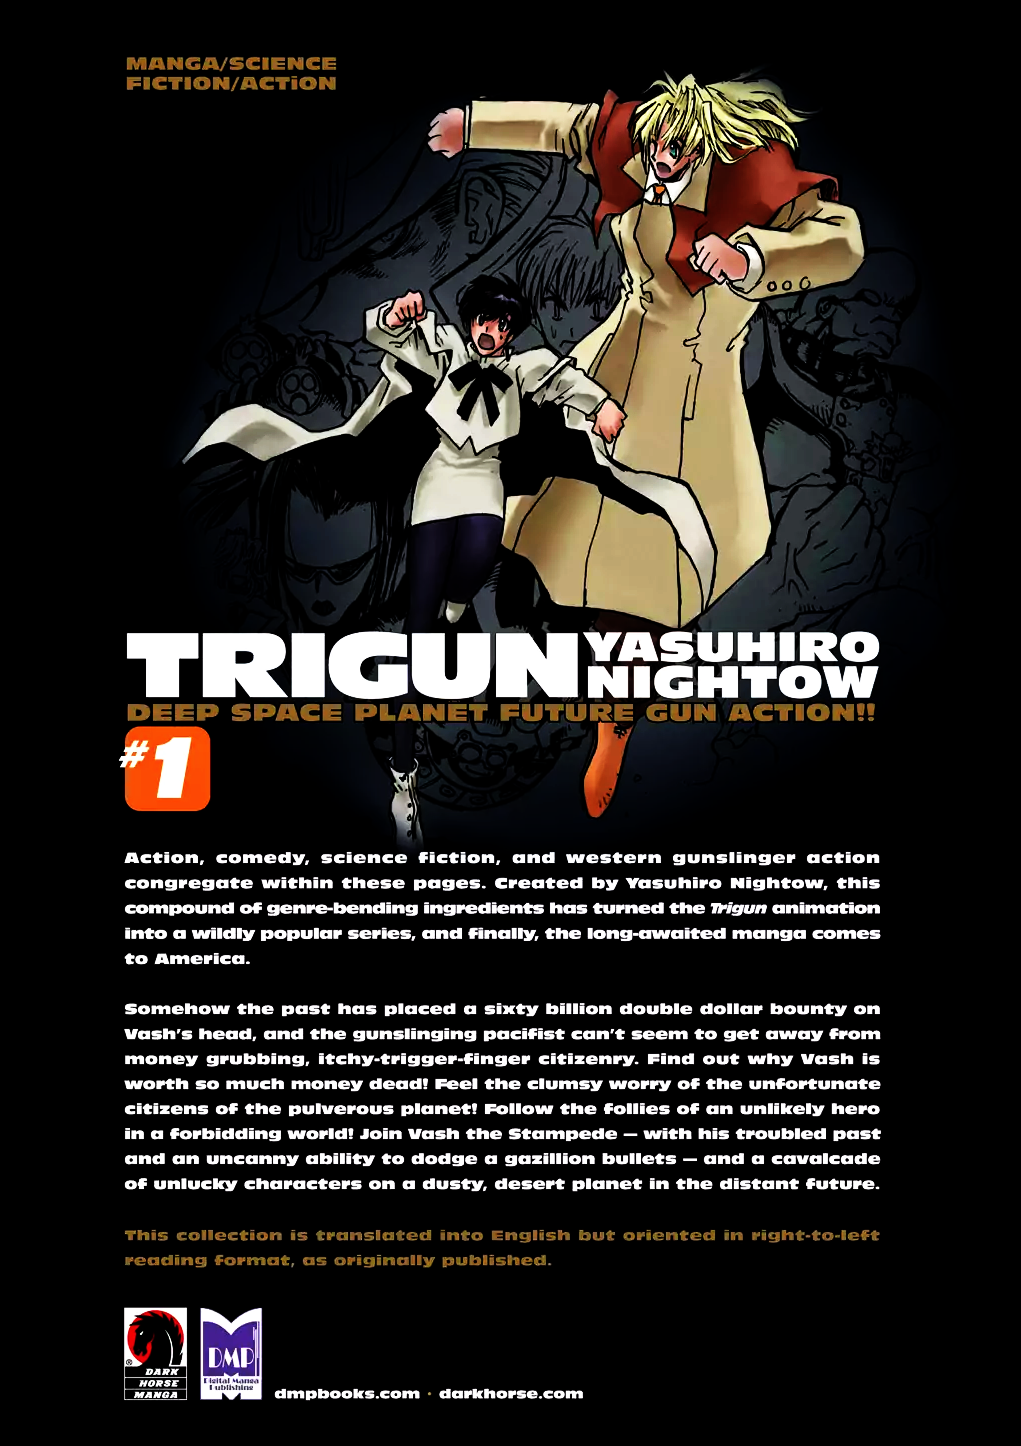 MANGA/SCIENCE
FICTION/ACTiON
TRIGUN YASUHIRO
NIGHTOW
DEEP SPACE PLANET FUTURE GUN ACTION!!
#1
Action, comedy, science fiction, and western gunslinger action
congregate within these pages. Created by Yasuhiro Nightow, this
compound of genre-bending ingredients has turned the Trigun animation
into a wildly popular series, and finally, the long-awaited manga comes
to America.
Somehow the past has placed a sixty billion double dollar bounty on
Vash's head, and the gunslinging pacifist can't seem to get away from
money grubbing, itchy-trigger-finger citizenry. Find out why Vash is
worth so much money dead! Feel the clumsy worry of the unfortunate
citizens of the pulverous planet! Follow the follies of an unlikely hero
in a forbidding world! Join Vash the Stampede — with his troubled past
and an uncanny ability to dodge a gazillion bullets — and a cavalcade
of unlucky characters on a dusty, desert planet in the distant future.
This collection is translated into English but oriented in right-to-left
reading format, as originally published.
® DARK
HORSE
MANGA
DMP
Digital Manga
Publishing
dmpbooks.com · darkhorse.com